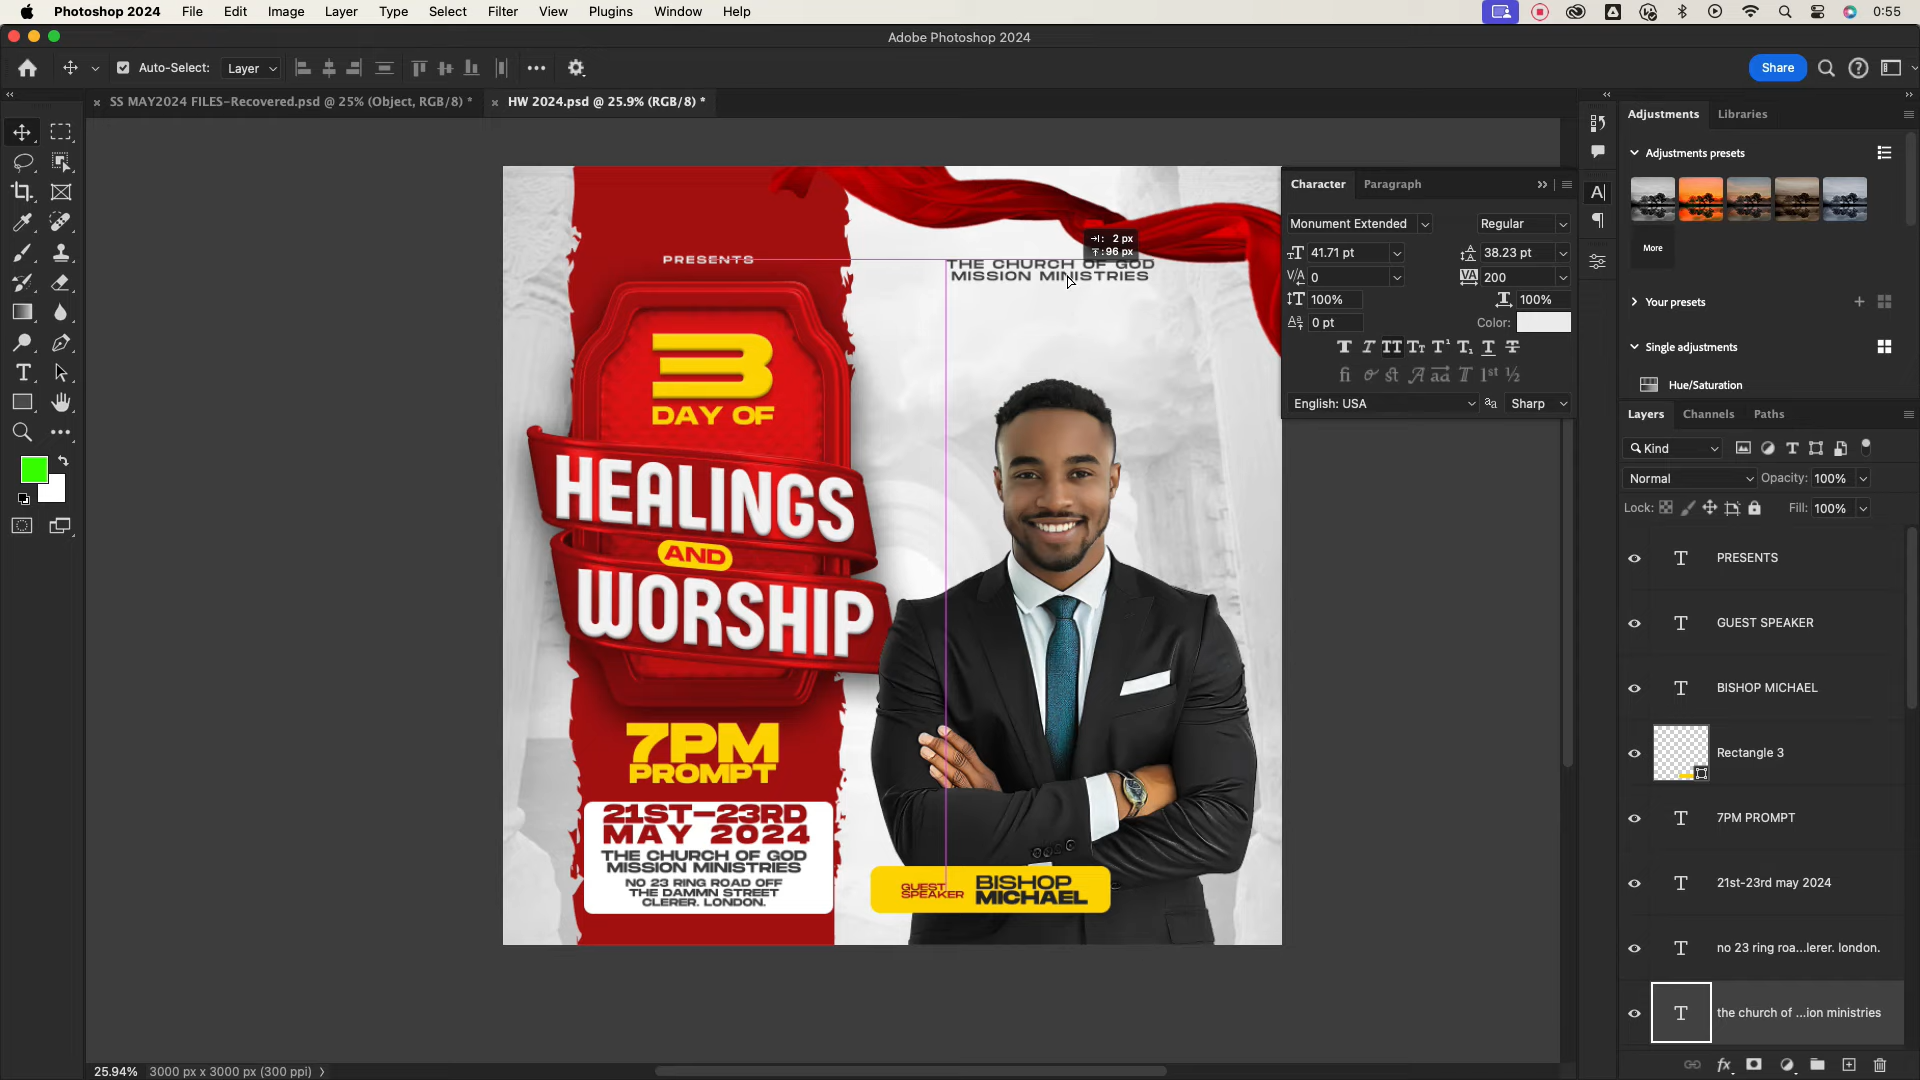 Photoshop 2024 File Edit Image Layer Type Select Filter View Plugins Window Help 0:55
Adobe Photoshop 2024
Auto-Select: Layer Share
SS MAY2024 FILES-Recovered.psd @ 25% (Object, RGB/8) * HW 2024.psd @ 25.9% (RGB/8) *
PRESENTS
3
DAY OF
HEALINGS
AND
WORSHIP
7PM
PROMPT
21ST-23RD
MAY 2024
THE CHURCH OF GOD
MISSION MINISTRIES
NO 23 RING ROAD OFF
THE DAMMN STREET
CLERER. LONDON.
2 px
: 96 px
THE CHURCH OF GOD
MISSION MINISTRIES
GUEST
SPEAKER
BISHOP
MICHAEL
Character Paragraph
Monument Extended Regular
41.71 pt 38.23 pt
0 200
100% 100%
0 pt Color:
English: USA Sharp
Adjustments Libraries
Adjustments presets
More
Your presets
Single adjustments
Hue/Saturation
Layers Channels Paths
Kind
Normal Opacity: 100%
Lock: Fill: 100%
PRESENTS
GUEST SPEAKER
BISHOP MICHAEL
Rectangle 3
7PM PROMPT
21st-23rd may 2024
no 23 ring roa...lerer. london.
the church of ...ion ministries
25.94% 3000 px x 3000 px (300 ppi)